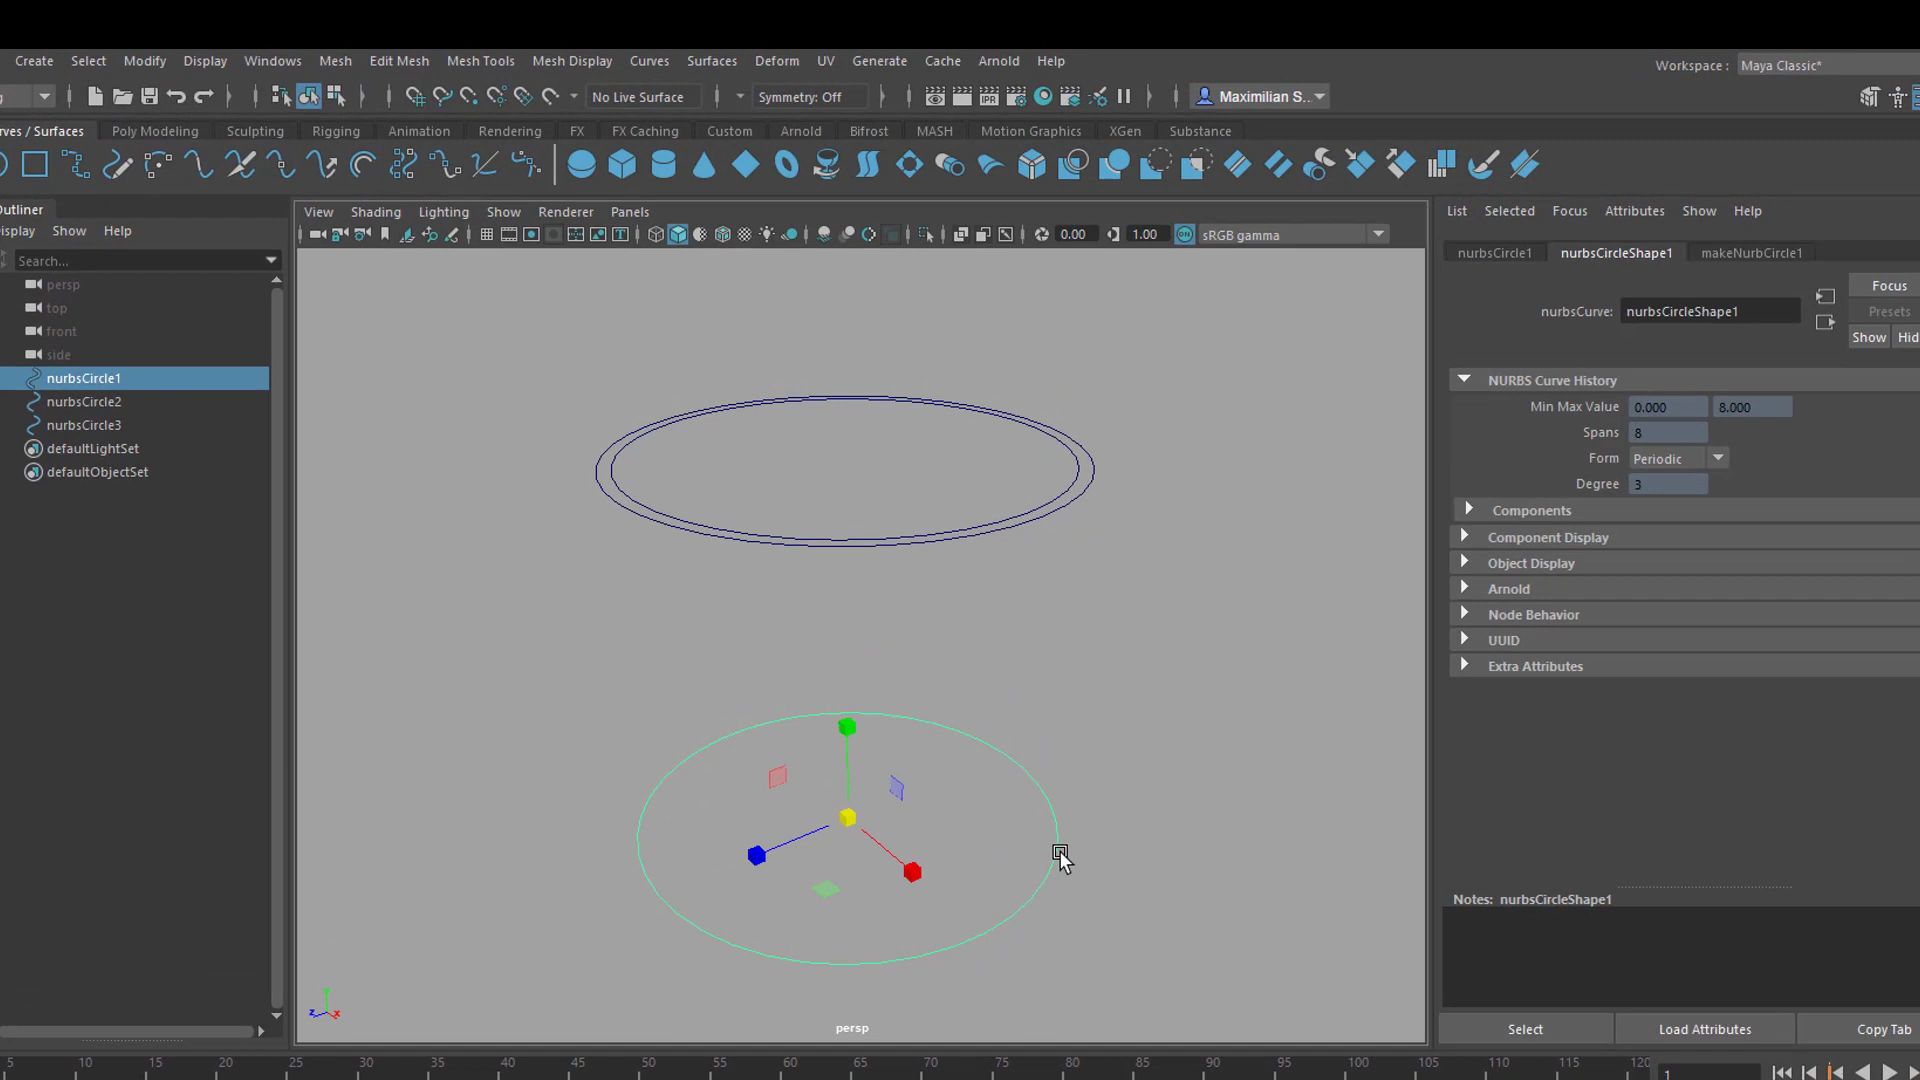 Create Select Modify Display Windows Mesh Edit Mesh Mesh Tools Mesh Display Curves Surfaces Deform UV Generate Cache Arnold Help
Workspace : Maya Classic*
No Live Surface Symmetry: Off IPR Maximilian S...
rves / Surfaces Poly Modeling Sculpting Rigging Animation Rendering FX FX Caching Custom Arnold Bifrost MASH Motion Graphics XGen Substance
Outliner
isplay Show Help
Search...
persp
top
front
side
nurbsCircle1
nurbsCircle2
nurbsCircle3
defaultLightSet
defaultObjectSet
View Shading Lighting Show Renderer Panels
0.00 1.00 ON sRGB gamma
z x
persp
List Selected Focus Attributes Show Help
nurbsCircle1 nurbsCircleShape1 makeNurbCircle1
Focus
nurbsCurve: nurbsCircleShape1
Presets
Show Hid
NURBS Curve History
Min Max Value 0.000 8.000
Spans 8
Form Periodic
Degree 3
Components
Component Display
Object Display
Arnold
Node Behavior
UUID
Extra Attributes
Notes: nurbsCircleShape1
Select Load Attributes Copy Tab
5 10 15 20 25 30 35 40 45 50 55 60 65 70 75 80 85 90 95 100 105 110 115 120
1